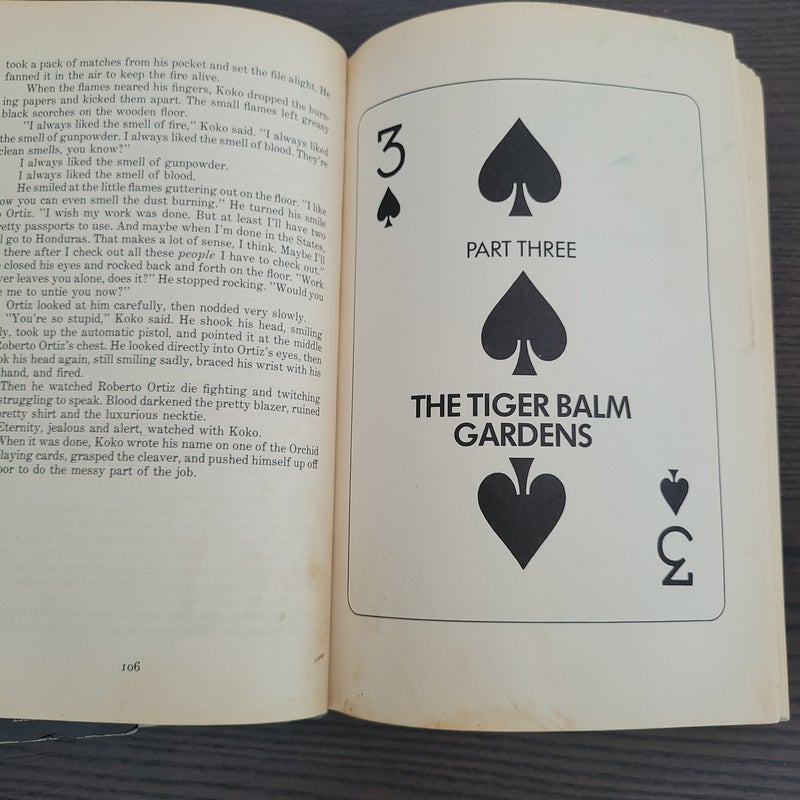 took a pack of matches from his pocket and set the file alight. He
fanned it in the air to keep the fire alive.
When the flames neared his fingers, Koko dropped the burn-
ing papers and kicked them apart. The small flames left greasy
black scorches on the wooden floor.
"I always liked the smell of fire," Koko said. "I always liked
the smell of gunpowder. I always liked the smell of blood. They're
clean smells, you know?"
I always liked the smell of gunpowder.
I always liked the smell of blood.
He smiled at the little flames guttering out on the floor. "I like
ow you can even smell the dust burning." He turned his smile
Ortiz. "I wish my work was done. But at least I'll have two
retty passports to use. And maybe when I'm done in the States,
l go to Honduras. That makes a lot of sense, I think. Maybe I'll
there after I check out all these people I have to check out."
closed his eyes and rocked back and forth on the floor. "Work
ver leaves you alone, does it?" He stopped rocking. "Would you
e me to untie you now?"
Ortiz looked at him carefully, then nodded very slowly.
"You're so stupid," Koko said. He shook his head, smiling
ly, took up the automatic pistol, and pointed it at the middle
Roberto Ortiz's chest. He looked directly into Ortiz's eyes, then
ok his head again, still smiling sadly, braced his wrist with his
hand, and fired.
Then he watched Roberto Ortiz die fighting and twitching
struggling to speak. Blood darkened the pretty blazer, ruined
pretty shirt and the luxurious necktie.
Eternity, jealous and alert, watched with Koko.
When it was done, Koko wrote his name on one of the Orchid
laying cards, grasped the cleaver, and pushed himself up off
oor to do the messy part of the job.
106
3
PART THREE
THE TIGER BALM
GARDENS
3